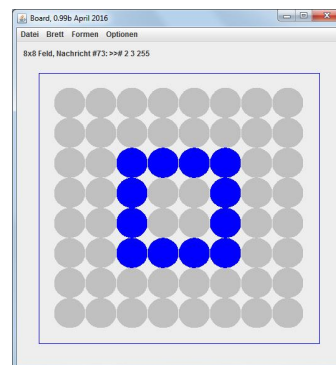 Board, 0.99b April 2016
Datei Brett Formen Optionen
8x8 Feld, Nachricht #73: >># 2 3 255